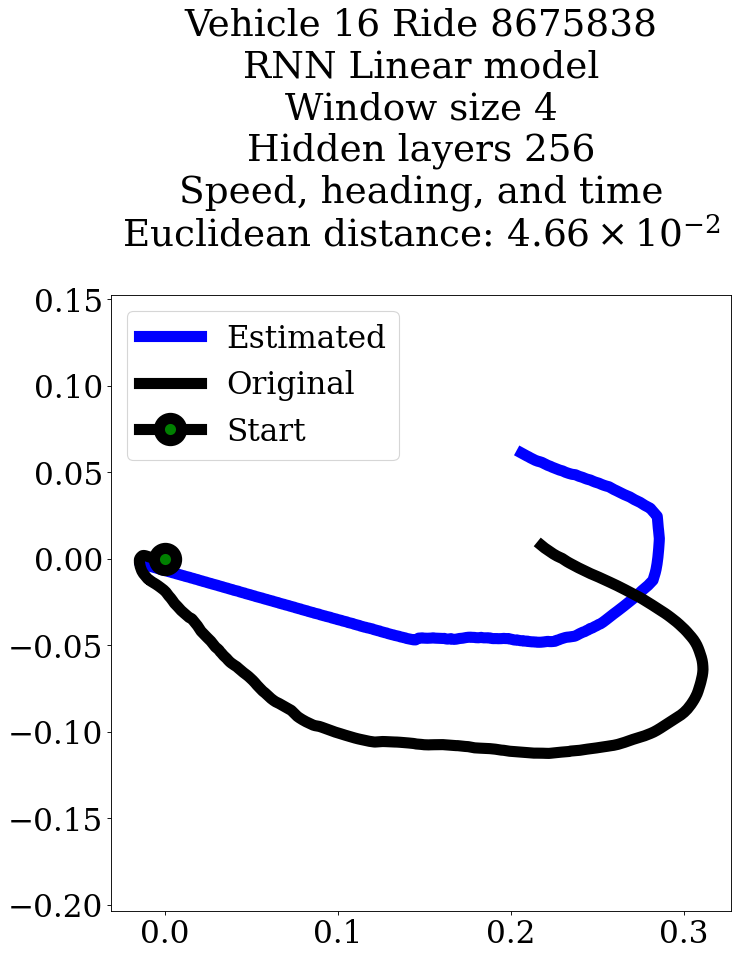 Vehicle 16 Ride 8675838
RNN Linear model
Window size 4
Hidden layers 256
Speed, heading, and time
Euclidean distance: 4.66 × 10⁻²
0.15
0.10
0.05
0.00
−0.05
−0.10
−0.15
−0.20
Estimated
Original
Start
0.0 0.1 0.2 0.3